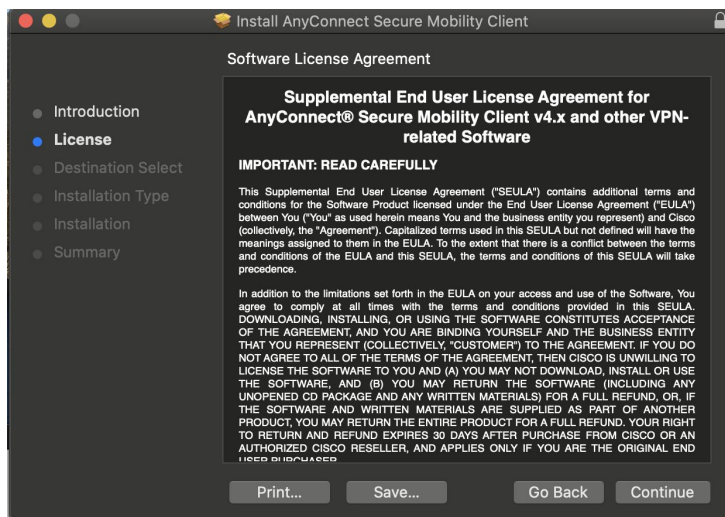 Install AnyConnect Secure Mobility Client
Software License Agreement
Introduction
License
Destination Select
Installation Type
Installation
Summary
Supplemental End User License Agreement for
AnyConnect® Secure Mobility Client v4.x and other VPN-
related Software
IMPORTANT: READ CAREFULLY
This Supplemental End User License Agreement ("SEULA") contains additional terms and
conditions for the Software Product licensed under the End User License Agreement ("EULA")
between You ("You" as used herein means You and the business entity you represent) and Cisco
(collectively, the "Agreement"). Capitalized terms used in this SEULA but not defined will have the
meanings assigned to them in the EULA. To the extent that there is a conflict between the terms
and conditions of the EULA and this SEULA, the terms and conditions of this SEULA will take
precedence.
In addition to the limitations set forth in the EULA on your access and use of the Software, You
agree to comply at all times with the terms and conditions provided in this SEULA.
DOWNLOADING, INSTALLING, OR USING THE SOFTWARE CONSTITUTES ACCEPTANCE
OF THE AGREEMENT, AND YOU ARE BINDING YOURSELF AND THE BUSINESS ENTITY
THAT YOU REPRESENT (COLLECTIVELY, "CUSTOMER") TO THE AGREEMENT. IF YOU DO
NOT AGREE TO ALL OF THE TERMS OF THE AGREEMENT, THEN CISCO IS UNWILLING TO
LICENSE THE SOFTWARE TO YOU AND (A) YOU MAY NOT DOWNLOAD, INSTALL OR USE
THE SOFTWARE, AND (B) YOU MAY RETURN THE SOFTWARE (INCLUDING ANY
UNOPENED CD PACKAGE AND ANY WRITTEN MATERIALS) FOR A FULL REFUND, OR, IF
THE SOFTWARE AND WRITTEN MATERIALS ARE SUPPLIED AS PART OF ANOTHER
PRODUCT, YOU MAY RETURN THE ENTIRE PRODUCT FOR A FULL REFUND. YOUR RIGHT
TO RETURN AND REFUND EXPIRES 30 DAYS AFTER PURCHASE FROM CISCO OR AN
AUTHORIZED CISCO RESELLER, AND APPLIES ONLY IF YOU ARE THE ORIGINAL END
USER PURCHASER.
Print...
Save...
Go Back
Continue